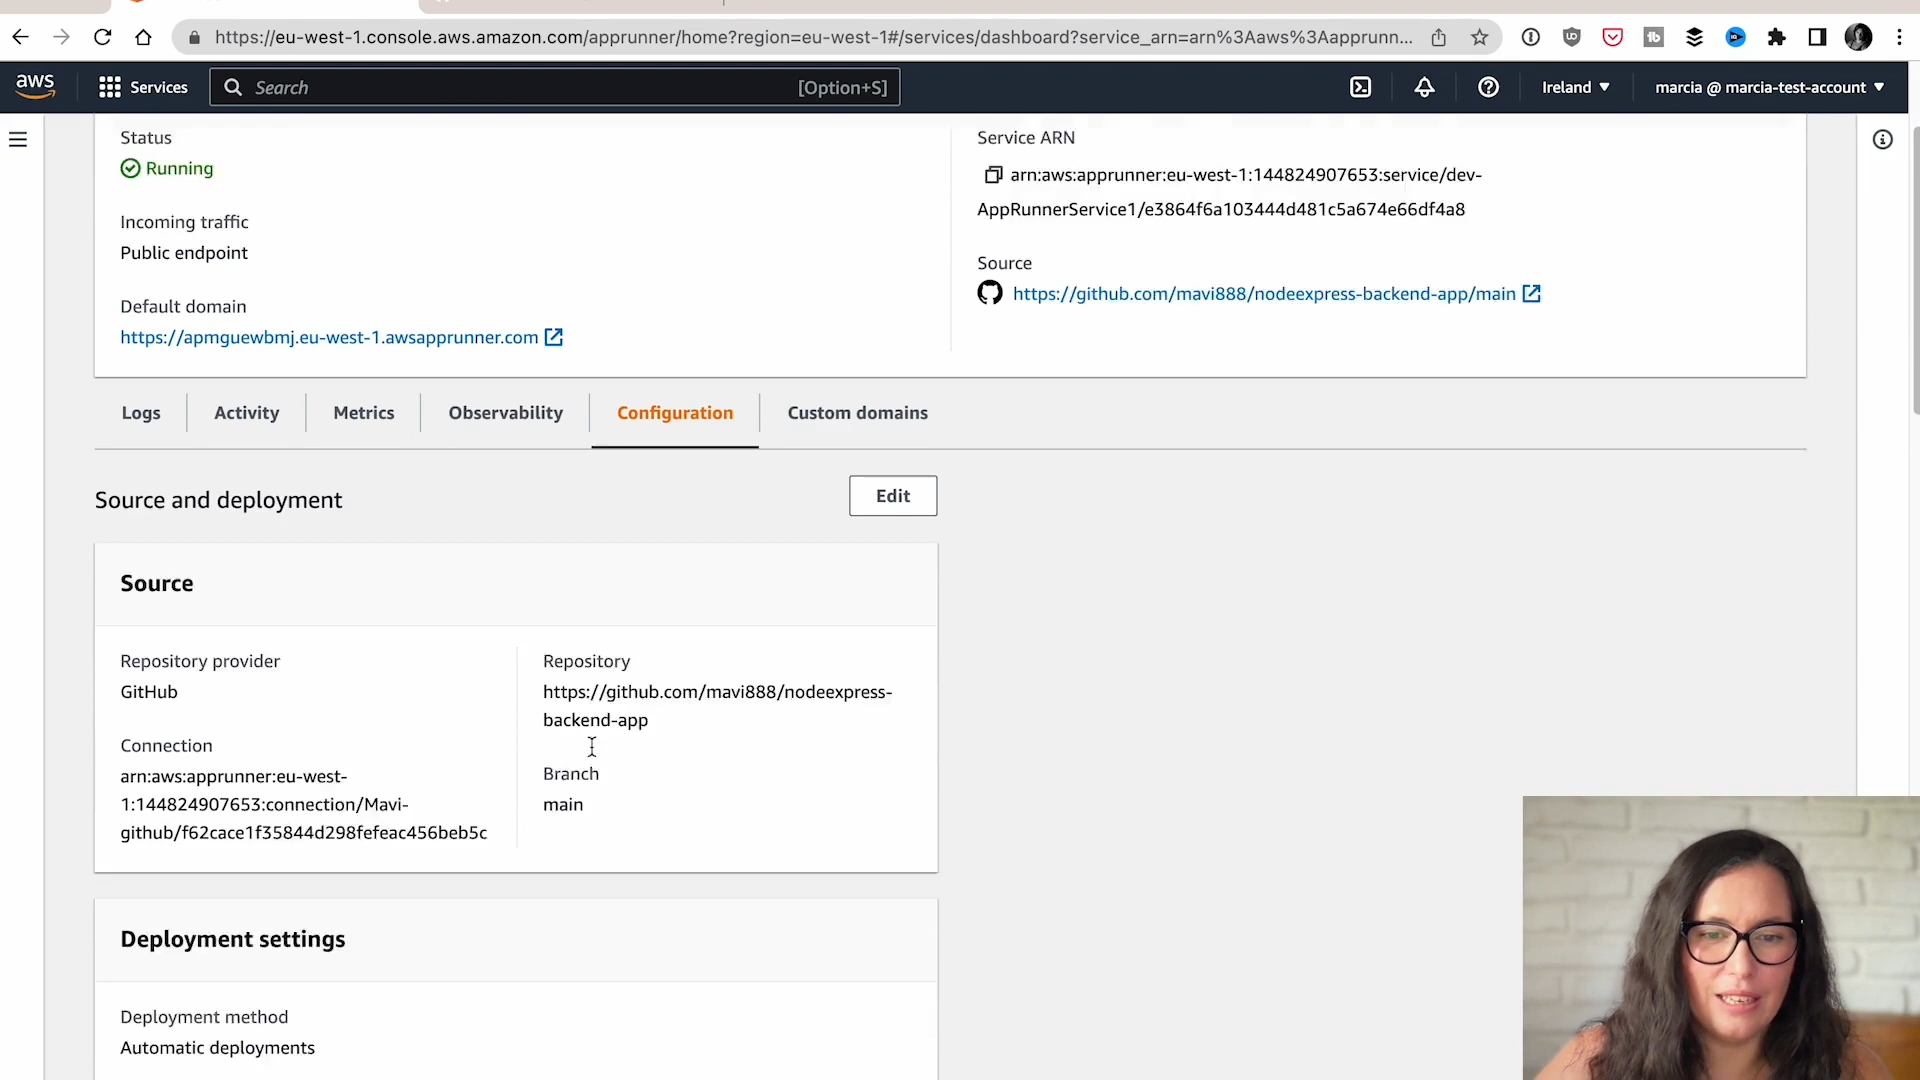 https://eu-west-1.console.aws.amazon.com/apprunner/home?region=eu-west-1#/services/dashboard?service_arn=arn%3Aaws%3Aapprunn...
aws
Services
Search
[Option+S]
Ireland
marcia @ marcia-test-account
Status
Running
Incoming traffic
Public endpoint
Default domain
https://apmguewbmj.eu-west-1.awsapprunner.com
Service ARN
arn:aws:apprunner:eu-west-1:144824907653:service/dev-
AppRunnerService1/e3864f6a103444d481c5a674e66df4a8
Source
https://github.com/mavi888/nodeexpress-backend-app/main
Logs
Activity
Metrics
Observability
Configuration
Custom domains
Source and deployment
Edit
Source
Repository provider
GitHub
Connection
arn:aws:apprunner:eu-west-
1:144824907653:connection/Mavi-
github/f62cace1f35844d298fefeac456beb5c
Repository
https://github.com/mavi888/nodeexpress-
backend-app
Branch
main
Deployment settings
Deployment method
Automatic deployments